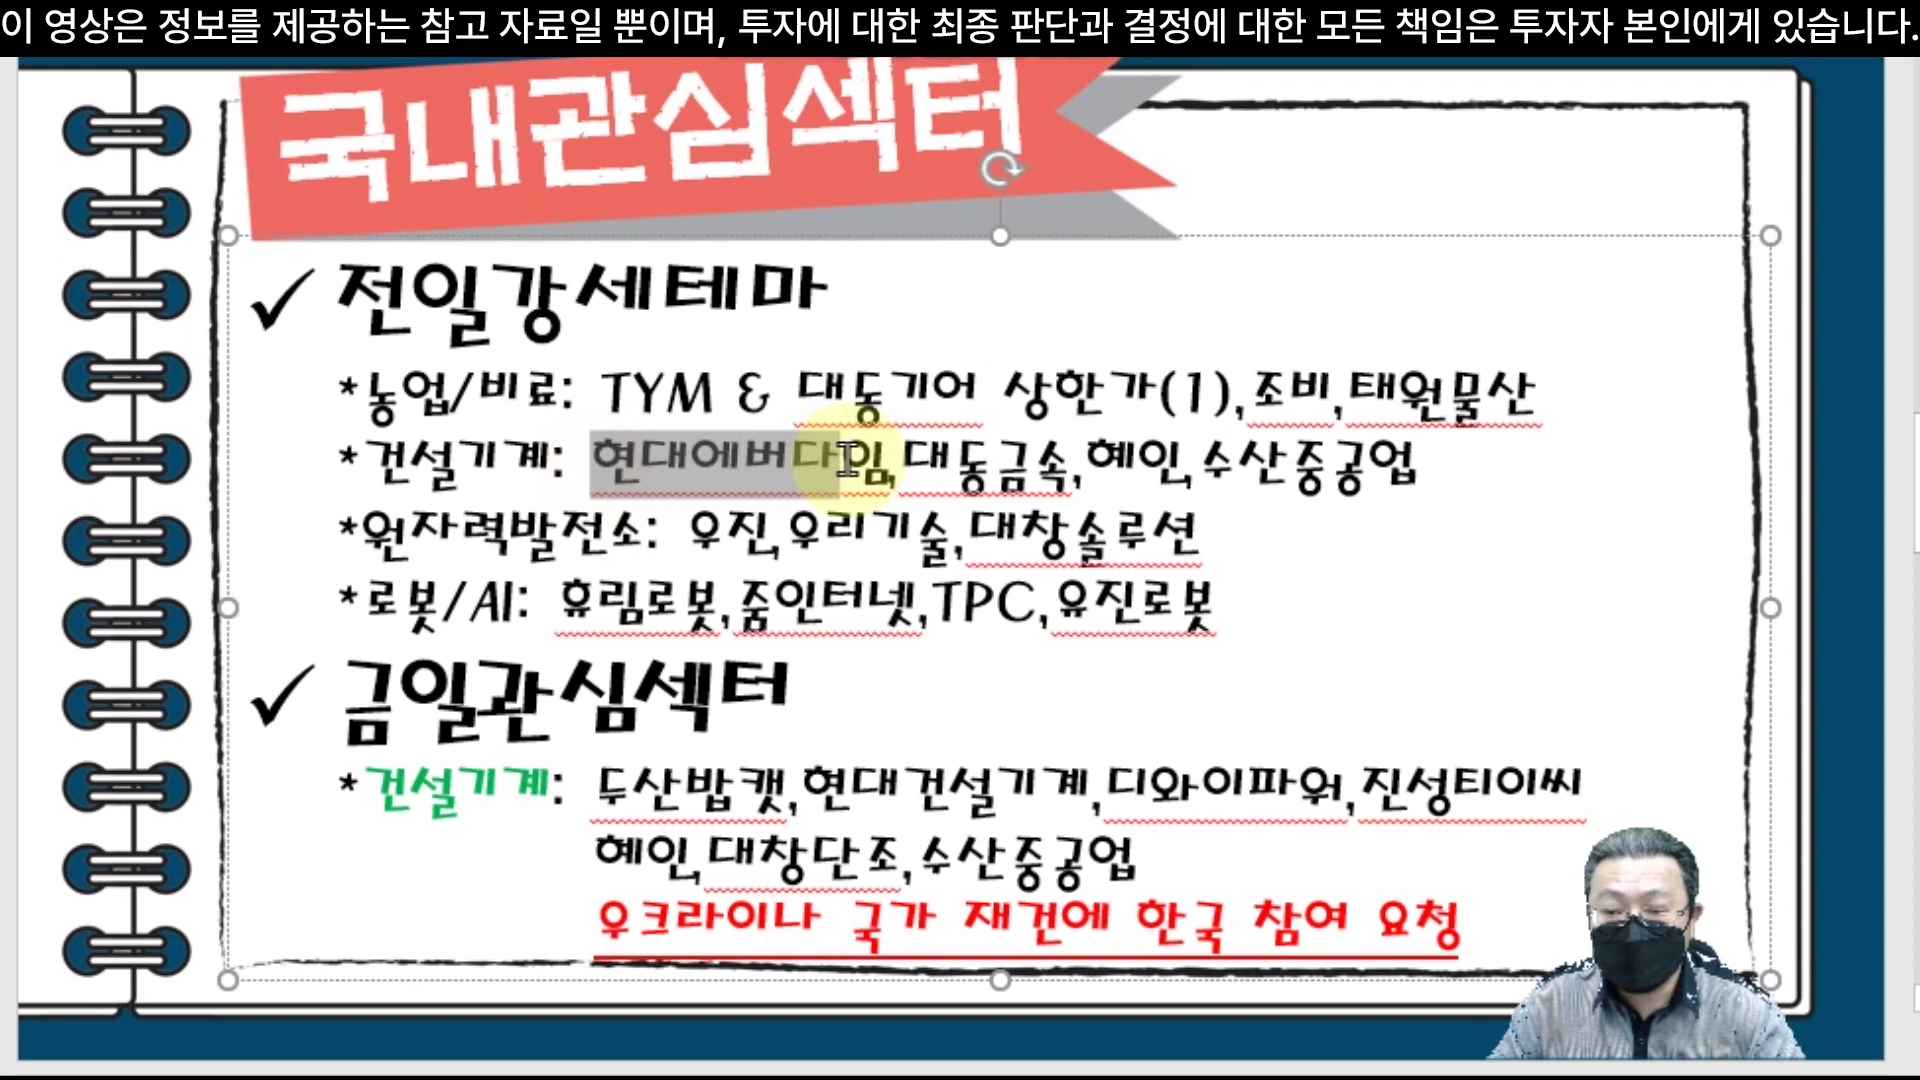 이 영상은 정보를 제공하는 참고 자료일 뿐이며, 투자에 대한 최종 판단과 결정에 대한 모든 책임은 투자자 본인에게 있습니다.
국내관심섹터
✓ 전일강세테마
*농업/비료: TYM & 대동기어 상한가(1),조비,태원물산
*건설기계: 현대에버다임,대동금속,혜인,수산중공업
*원자력발전소: 우진,우리기술,대창솔루션
*로봇/AI: 휴림로봇,줌인터넷,TPC,유진로봇
✓ 금일관심섹터
*건설기계: 두산밥캣,현대건설기계,디와이파워,진성티이씨
혜인,대창단조,수산중공업
우크라이나 국가 재건에 한국 참여 요청